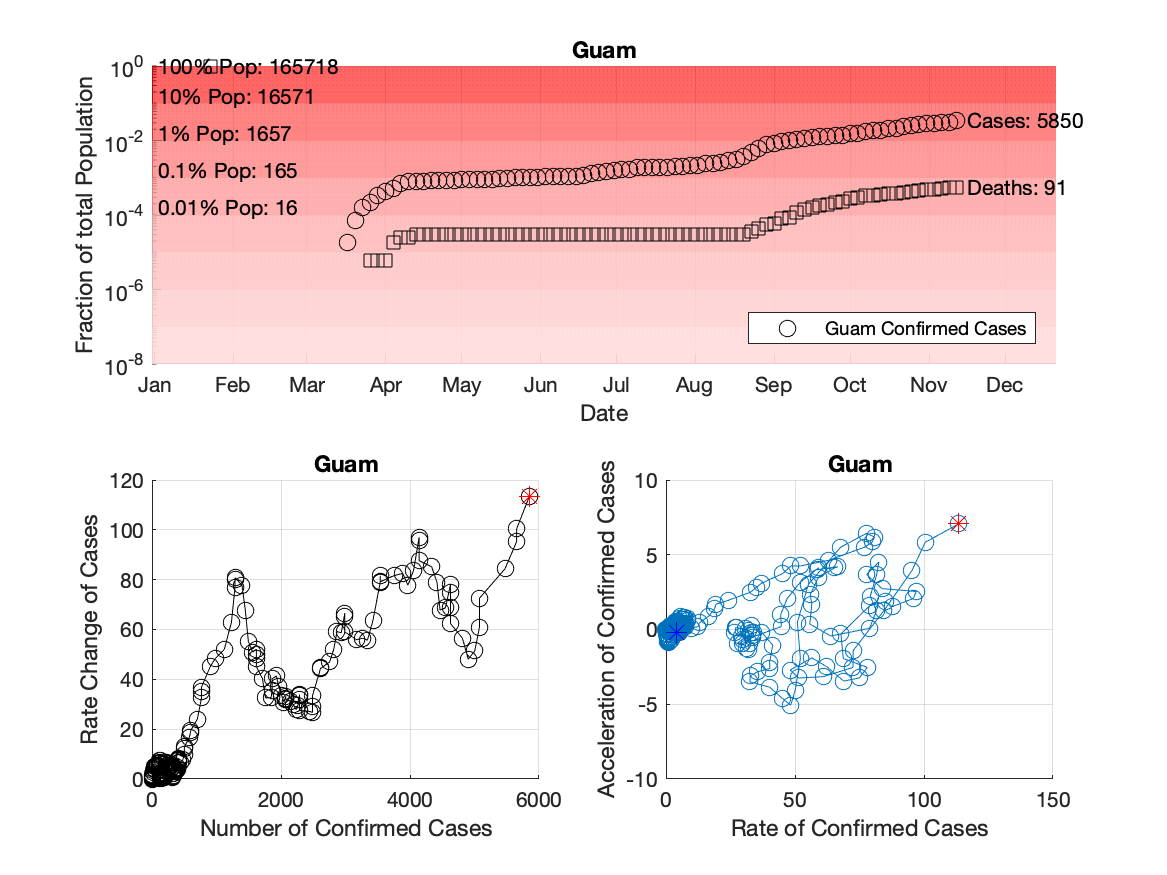 Guam
Fraction of total Population
10^0
10^-2
10^-4
10^-6
10^-8
100% Pop: 165718
10% Pop: 16571
1% Pop: 1657
0.1% Pop: 165
0.01% Pop: 16
Cases: 5850
Deaths: 91
Guam Confirmed Cases
Jan Feb Mar Apr May Jun Jul Aug Sep Oct Nov Dec
Date
Guam
Rate Change of Cases
120
100
80
60
40
20
0
0 2000 4000 6000
Number of Confirmed Cases
Guam
Acceleration of Confirmed Cases
10
5
0
-5
-10
0 50 100 150
Rate of Confirmed Cases